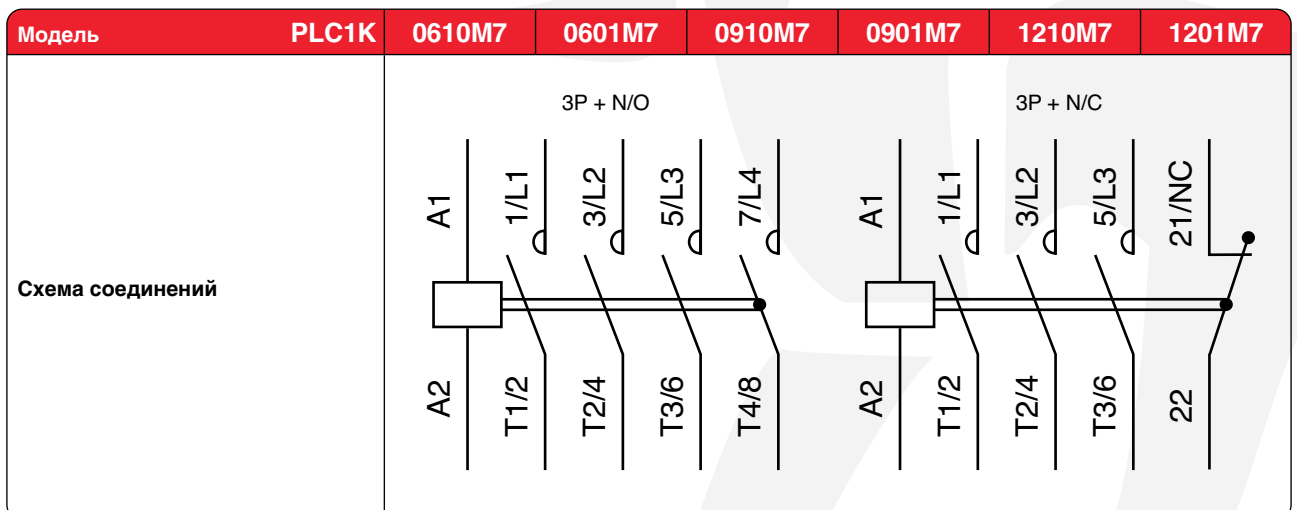 Модель PLC1K 0610M7 0601M7 0910M7 0901M7 1210M7 1201M7
Схема соединений
3P + N/O
3P + N/C
A1 1/L1 3/L2 5/L3 7/L4
A1 1/L1 3/L2 5/L3 21/NC
A2 T1/2 T2/4 T3/6 T4/8
A2 T1/2 T2/4 T3/6 22